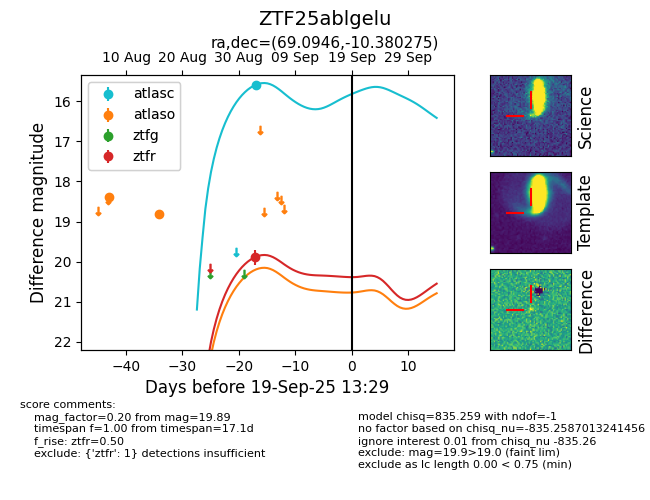 ZTF25ablgelu
ra,dec=(69.0946,-10.380275)
10 Aug 20 Aug 30 Aug 09 Sep 19 Sep 29 Sep
atlasc
atlaso
ztfg
ztfr
16
17
18
19
20
21
22
Difference magnitude
−40 −30 −20 −10 0 10
Days before 19-Sep-25 13:29
Science
Template
Difference
score comments:
mag_factor=0.20 from mag=19.89
timespan f=1.00 from timespan=17.1d
f_rise: ztfr=0.50
exclude: {'ztfr': 1} detections insufficient
model chisq=835.259 with ndof=-1
no factor based on chisq_nu=-835.2587013241456
ignore interest 0.01 from chisq_nu -835.26
exclude: mag=19.9>19.0 (faint lim)
exclude as lc length 0.00 < 0.75 (min)